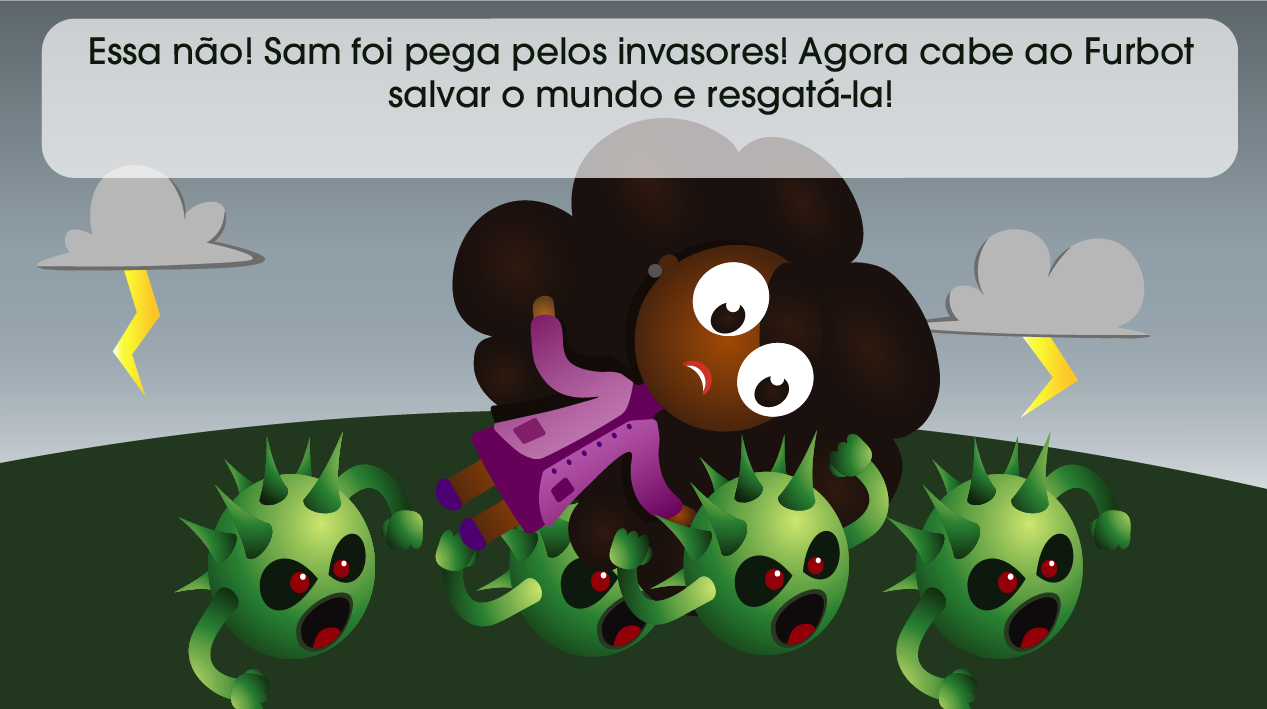 Essa não! Sam foi pega pelos invasores! Agora cabe ao Furbot
salvar o mundo e resgatá-la!